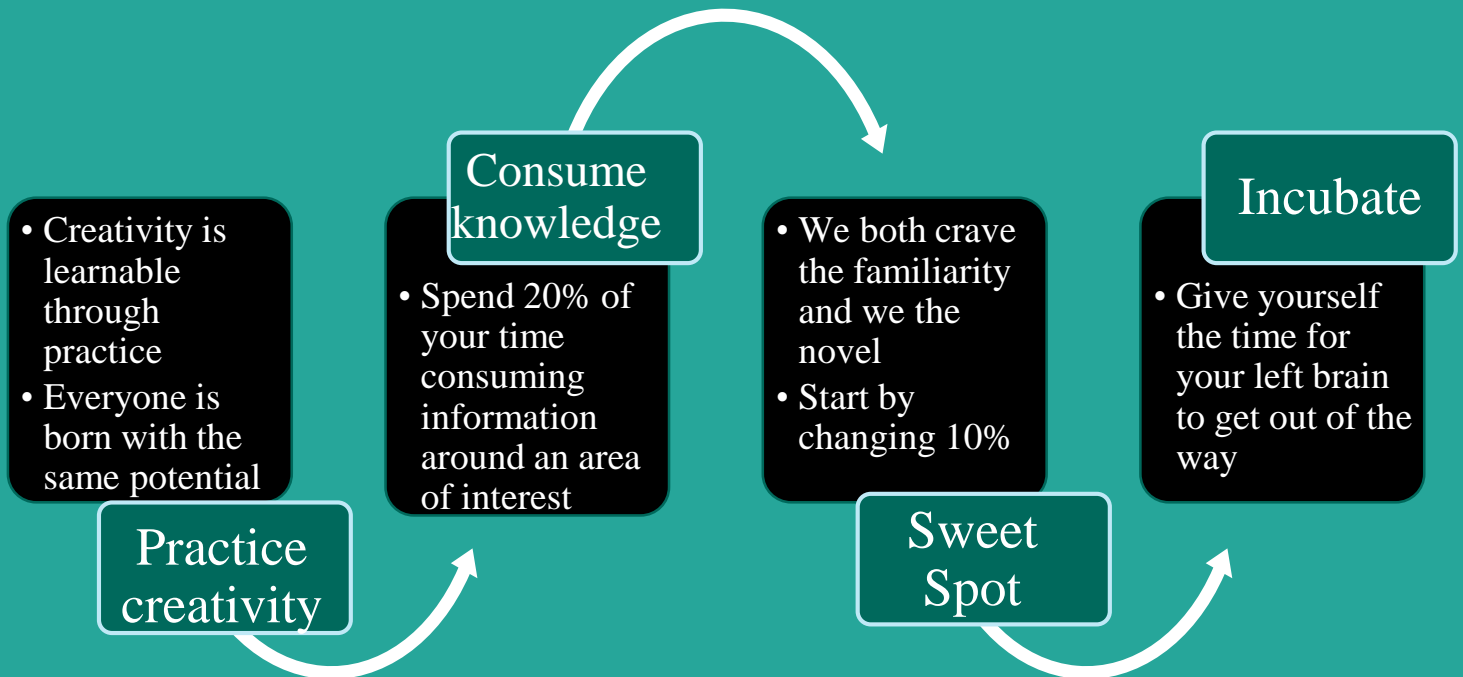 • Creativity is
learnable
through
practice
• Everyone is
born with the
same potential
Practice
creativity
Consume
knowledge
• Spend 20% of
your time
consuming
information
around an area
of interest
• We both crave
the familiarity
and we the
novel
• Start by
changing 10%
Sweet
Spot
Incubate
• Give yourself
the time for
your left brain
to get out of the
way